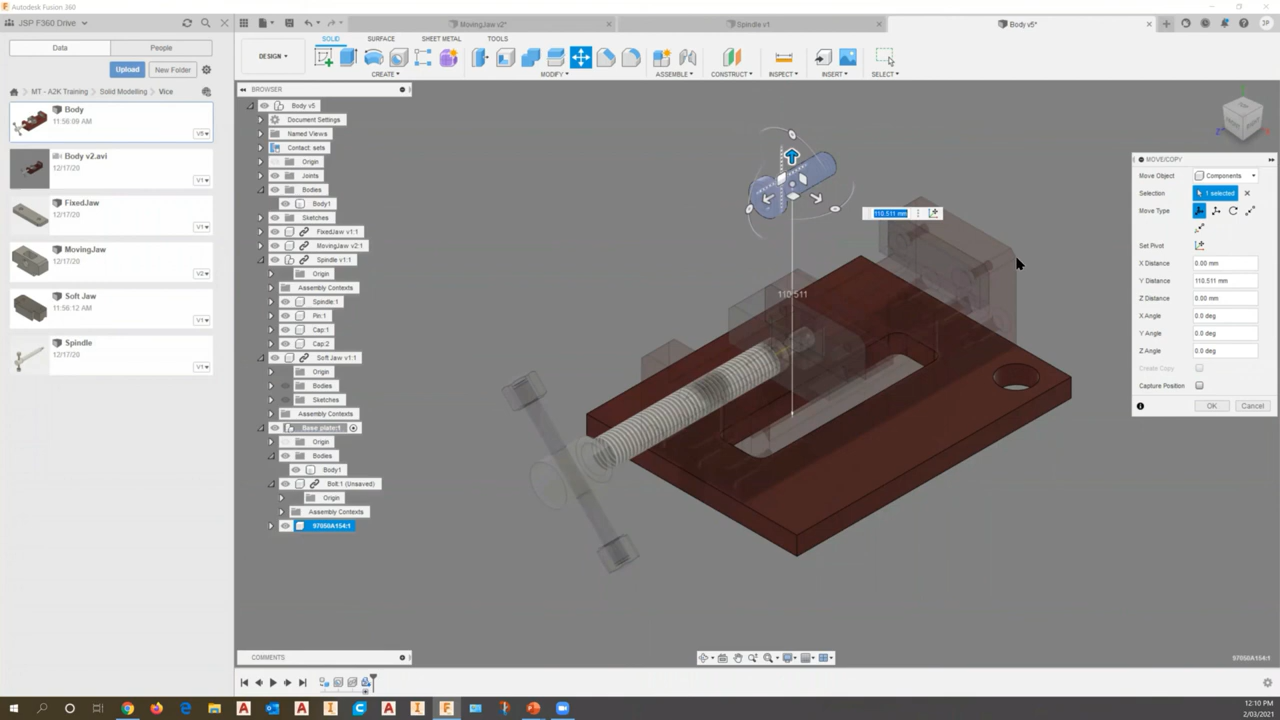 Autodesk Fusion 360
JSP F360 Drive
Data
People
Upload
New Folder
MT - A2K Training
Solid Modelling
Vice
Body
11:56:09 AM
V5
Body v2.avi
12/17/20
V1
FixedJaw
12/17/20
V1
MovingJaw
12/17/20
V2
Soft Jaw
11:56:12 AM
V1
Spindle
12/17/20
V1
MovingJaw v2*
Spindle v1
Body v5*
JP
DESIGN
SOLID
SURFACE
SHEET METAL
TOOLS
CREATE
MODIFY
ASSEMBLE
CONSTRUCT
INSPECT
INSERT
SELECT
BROWSER
Body v5
Document Settings
Named Views
Contact: sets
Origin
Joints
Bodies
Body1
Sketches
FixedJaw v1:1
MovingJaw v2:1
Spindle v1:1
Origin
Assembly Contexts
Spindle:1
Pin:1
Cap:1
Cap:2
Soft Jaw v1:1
Origin
Bodies
Sketches
Assembly Contexts
Base plate:1
Origin
Bodies
Body1
Bolt:1 (Unsaved)
Origin
Assembly Contexts
97050A154:1
110.511 mm
110.511
MOVE/COPY
Move Object
Components
Selection
1 selected
Move Type
Set Pivot
X Distance
0.00 mm
Y Distance
110.511 mm
Z Distance
0.00 mm
X Angle
0.0 deg
Y Angle
0.0 deg
Z Angle
0.0 deg
Create Copy
Capture Position
OK
Cancel
COMMENTS
97050A154:1
12:10 PM
2/03/2021